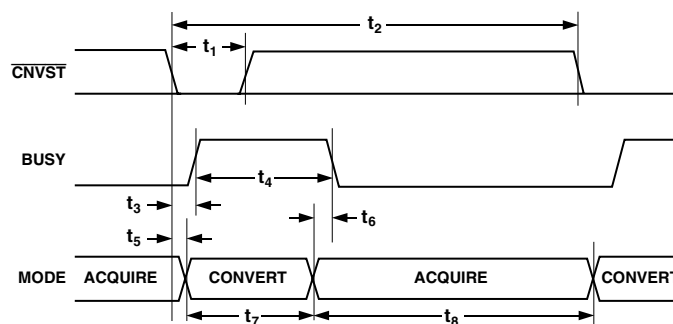 t2
t1
CNVST
BUSY
t4
t3
t6
t5
MODE ACQUIRE CONVERT ACQUIRE CONVERT
t7 t8